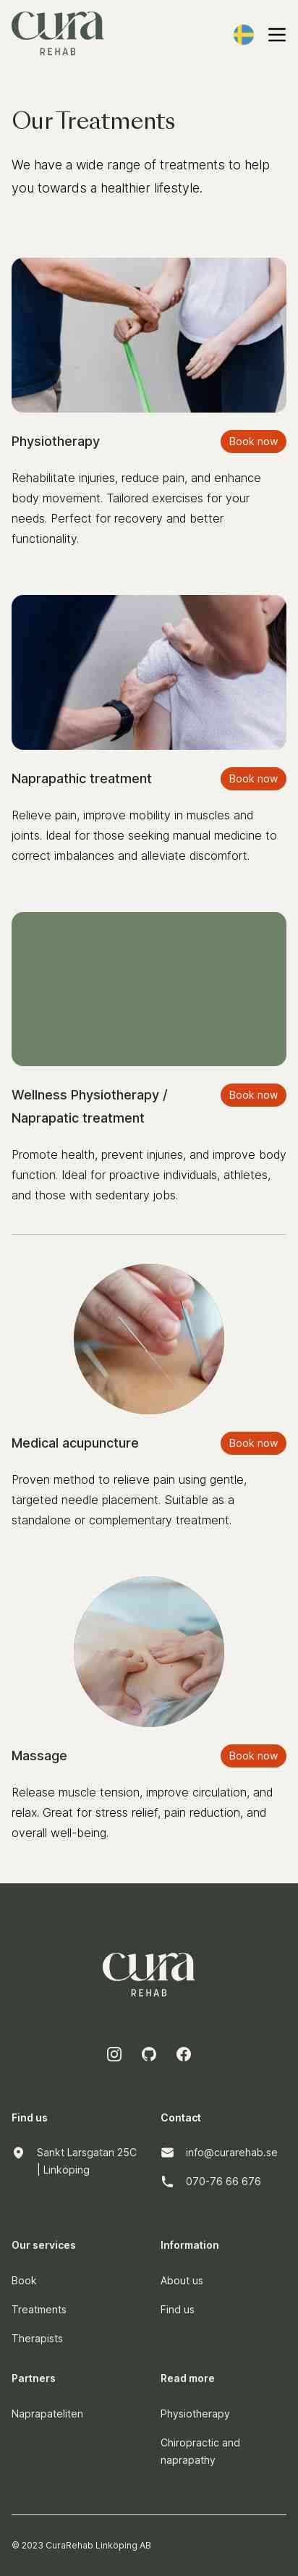 cura
REHAB
Our Treatments
We have a wide range of treatments to help
you towards a healthier lifestyle.
Physiotherapy
Book now
Rehabilitate injuries, reduce pain, and enhance
body movement. Tailored exercises for your
needs. Perfect for recovery and better
functionality.
Naprapathic treatment
Book now
Relieve pain, improve mobility in muscles and
joints. Ideal for those seeking manual medicine to
correct imbalances and alleviate discomfort.
Wellness Physiotherapy /
Naprapatic treatment
Book now
Promote health, prevent injuries, and improve body
function. Ideal for proactive individuals, athletes,
and those with sedentary jobs.
Medical acupuncture
Book now
Proven method to relieve pain using gentle,
targeted needle placement. Suitable as a
standalone or complementary treatment.
Massage
Book now
Release muscle tension, improve circulation, and
relax. Great for stress relief, pain reduction, and
overall well-being.
cura
REHAB
Find us
Sankt Larsgatan 25C
| Linköping
Contact
info@curarehab.se
070-76 66 676
Our services
Book
Treatments
Therapists
Information
About us
Find us
Partners
Naprapateliten
Read more
Physiotherapy
Chiropractic and
naprapathy
© 2023 CuraRehab Linköping AB